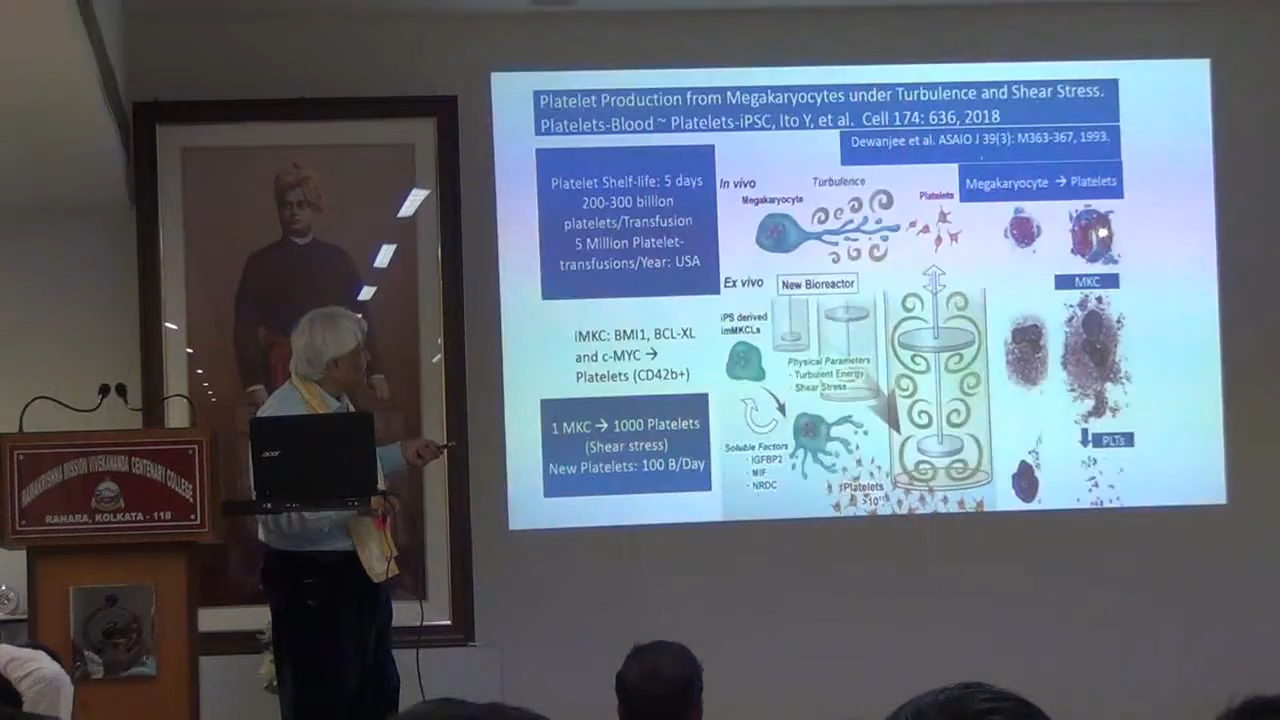 Platelet Production from Megakaryocytes under Turbulence and Shear Stress.
Platelets-Blood ~ Platelets-iPSC, Ito Y, et al. Cell 174: 636, 2018
Dewanjee et al. ASAIO J 39(3): M363-367, 1993.
Platelet Shelf-life: 5 days
200-300 billion
platelets/Transfusion
5 Million Platelet-
transfusions/Year: USA
In vivo
Turbulence
Megakaryocyte
Platelets
Megakaryocyte → Platelets
MKC
Ex vivo
New Bioreactor
iPS derived
imMKCLs
iMKC: BMI1, BCL-XL
and c-MYC →
Platelets (CD42b+)
Physical Parameters
- Turbulent Energy
- Shear Stress
1 MKC → 1000 Platelets
(Shear stress)
New Platelets: 100 B/Day
Soluble Factors
- IGFBP2
- MIF
- NRDC
Platelets
PLTs
acer
RAMAKRISHNA MISSION VIVEKANANDA CENTENARY COLLEGE
RAHARA, KOLKATA - 118